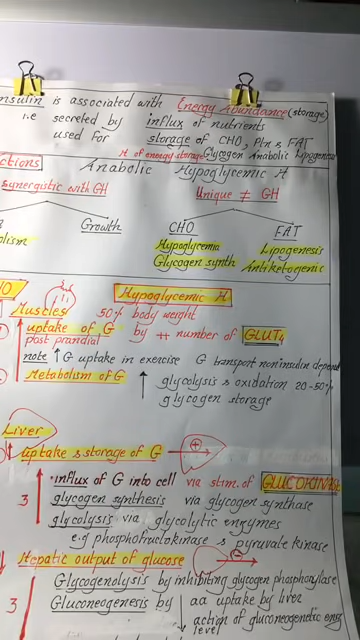 nsulin is associated with Energy Abundance (storage)
i.e secreted by influx of nutrients
used for storage of CHO, Ptn & FAT
H of energy storage Glycogen Anabolic Lipogenic
ctions Anabolic Hypoglycemic H
synergistic with GH Unique ≠ GH
Growth CHO FAT
olism Hypoglycemia Lipogenesis
Glycogen synth Antiketogenic
HO Hypoglycemic H
Muscles 50% body weight
↑ uptake of G by # number of GLUT4
post prandial
note ↑ G uptake in exercise G transport noninsulin depend
Metabolism of G ↑ glycolysis & oxidation 20-50%
glycogen storage
Liver
↑ uptake & storage of G ⊕
• influx of G into cell via stim. of GLUCOKINASE
3 glycogen synthesis via glycogen synthase
glycolysis via glycolytic enzymes
e.g phosphofructokinase & pyruvate kinase
↓ Hepatic output of glucose ⊖
Glycogenolysis by inhibiting glycogen phosphorylase
3 Gluconeogenesis by ↓ aa uptake by liver
action of gluconeogenetic enz
level